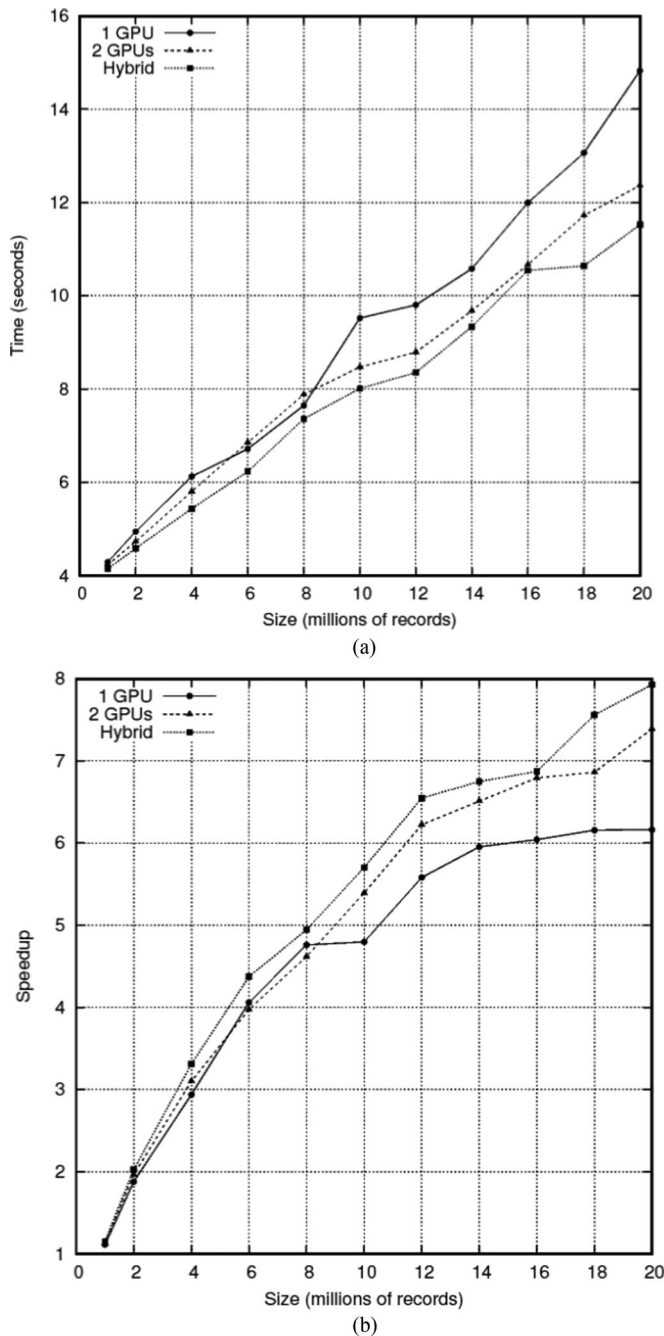 16
14
12
10
8
6
4
Time (seconds)
1 GPU
2 GPUs
Hybrid
0 2 4 6 8 10 12 14 16 18 20
Size (millions of records)
(a)
8
7
6
5
4
3
2
1
Speedup
1 GPU
2 GPUs
Hybrid
0 2 4 6 8 10 12 14 16 18 20
Size (millions of records)
(b)